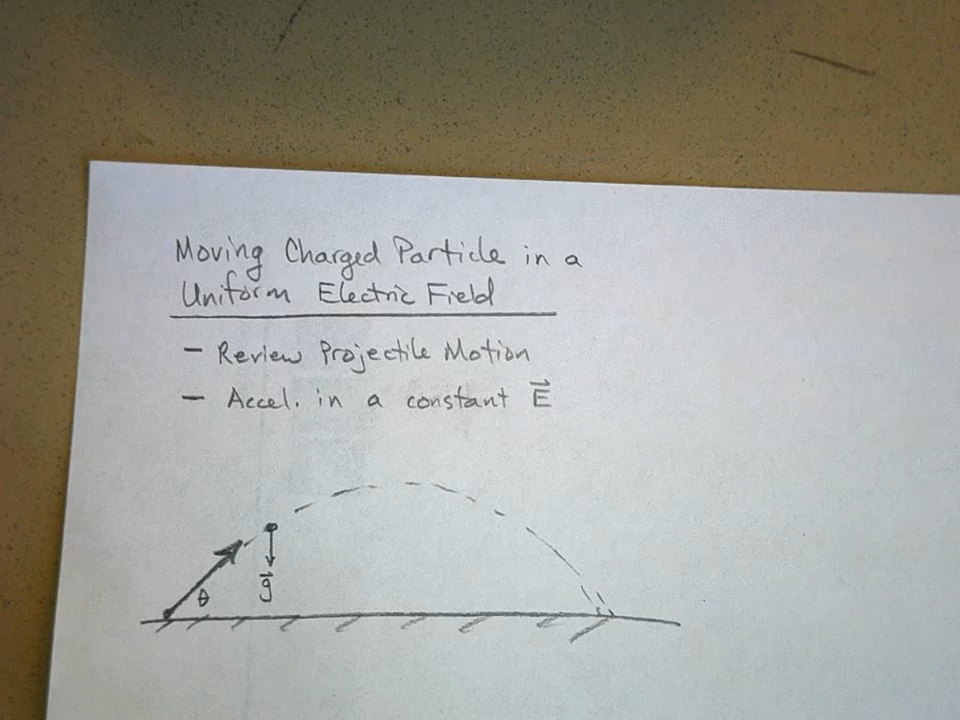 Moving Charged Particle in a
Uniform Electric Field
- Review Projectile Motion
- Accel. in a constant E⃗
g⃗
θ